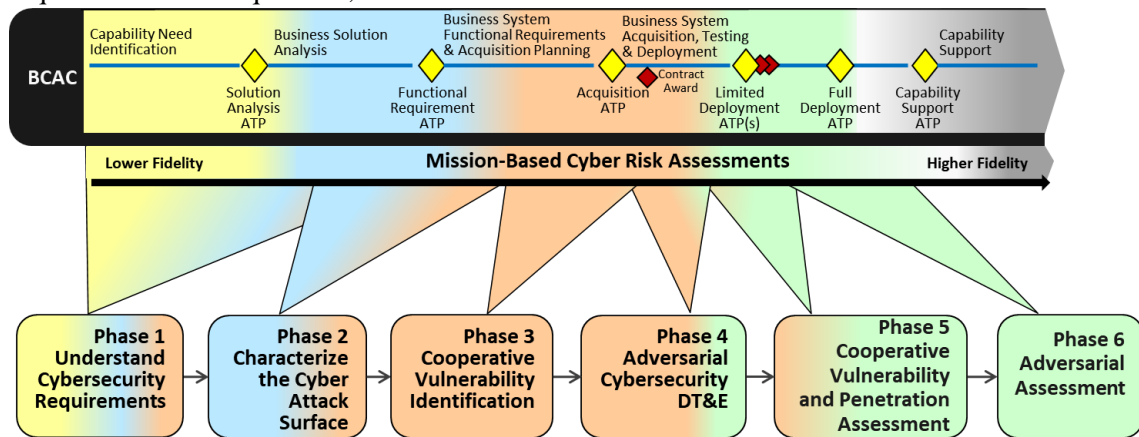 Capability Need
Identification
Business Solution
Analysis
Business System
Functional Requirements
& Acquisition Planning
Business System
Acquisition, Testing
& Deployment
Capability
Support
BCAC
Contract
Award
Solution
Analysis
ATP
Functional
Requirement
ATP
Acquisition
ATP
Limited
Deployment
ATP(s)
Full
Deployment
ATP
Capability
Support
ATP
Lower Fidelity
Mission-Based Cyber Risk Assessments
Higher Fidelity
Phase 1
Understand
Cybersecurity
Requirements
Phase 2
Characterize
the Cyber
Attack
Surface
Phase 3
Cooperative
Vulnerability
Identification
Phase 4
Adversarial
Cybersecurity
DT&E
Phase 5
Cooperative
Vulnerability
and Penetration
Assessment
Phase 6
Adversarial
Assessment